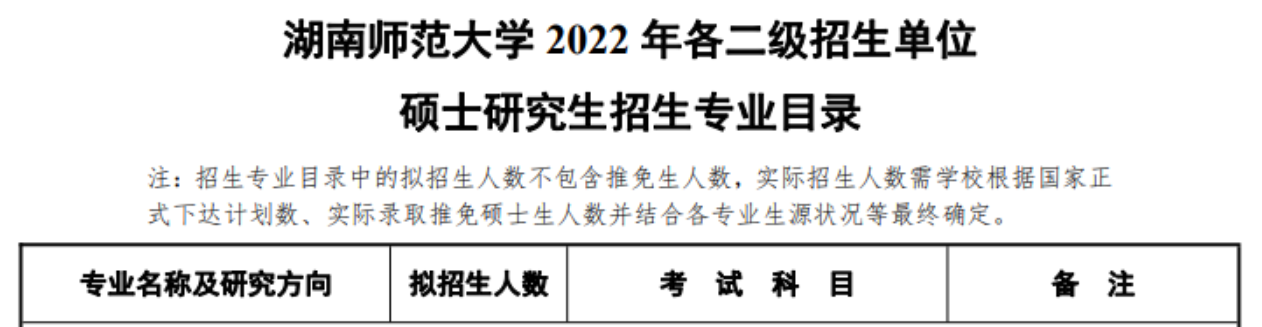 湖南师范大学 2022 年各二级招生单位
硕士研究生招生专业目录
注：招生专业目录中的拟招生人数不包含推免生人数，实际招生人数需学校根据国家正
式下达计划数、实际录取推免硕士生人数并结合各专业生源状况等最终确定。
专业名称及研究方向 拟招生人数 考 试 科 目 备 注